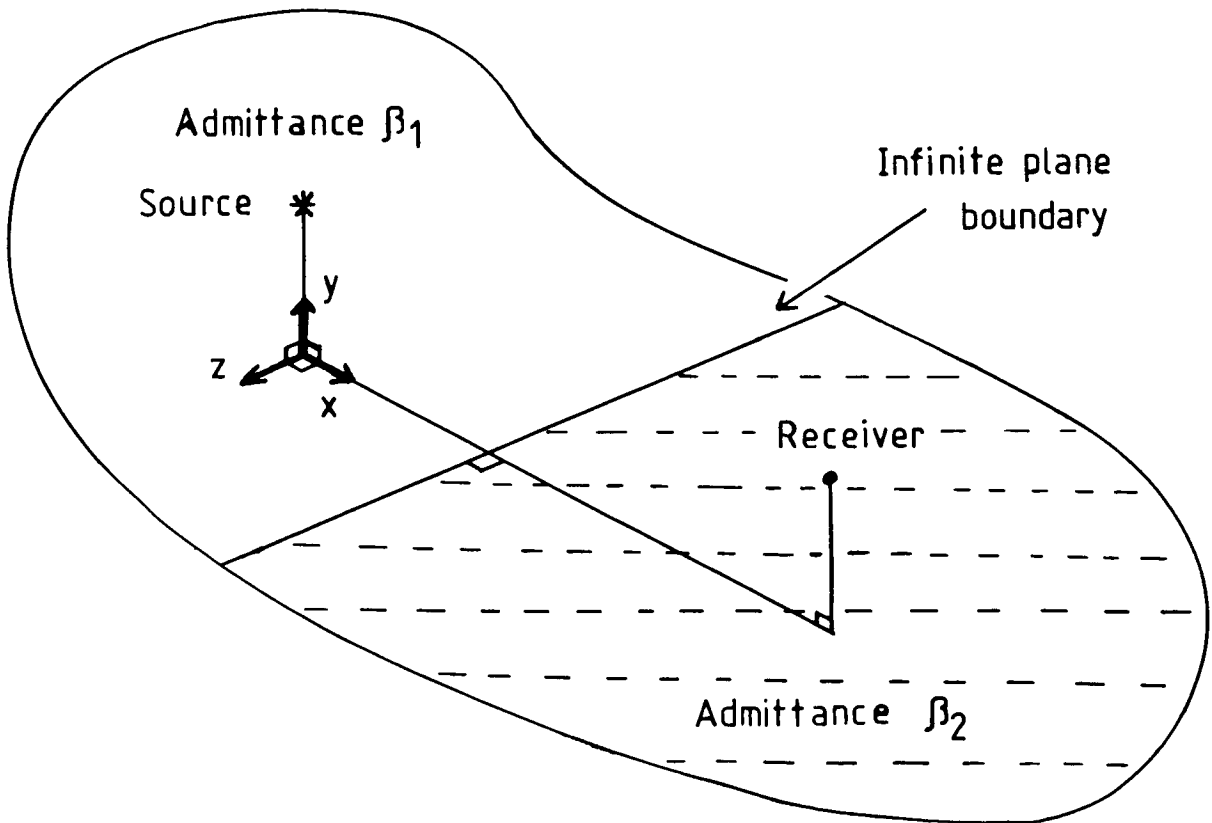 Admittance β1
Source
Infinite plane
boundary
y
z
x
Receiver
Admittance β2